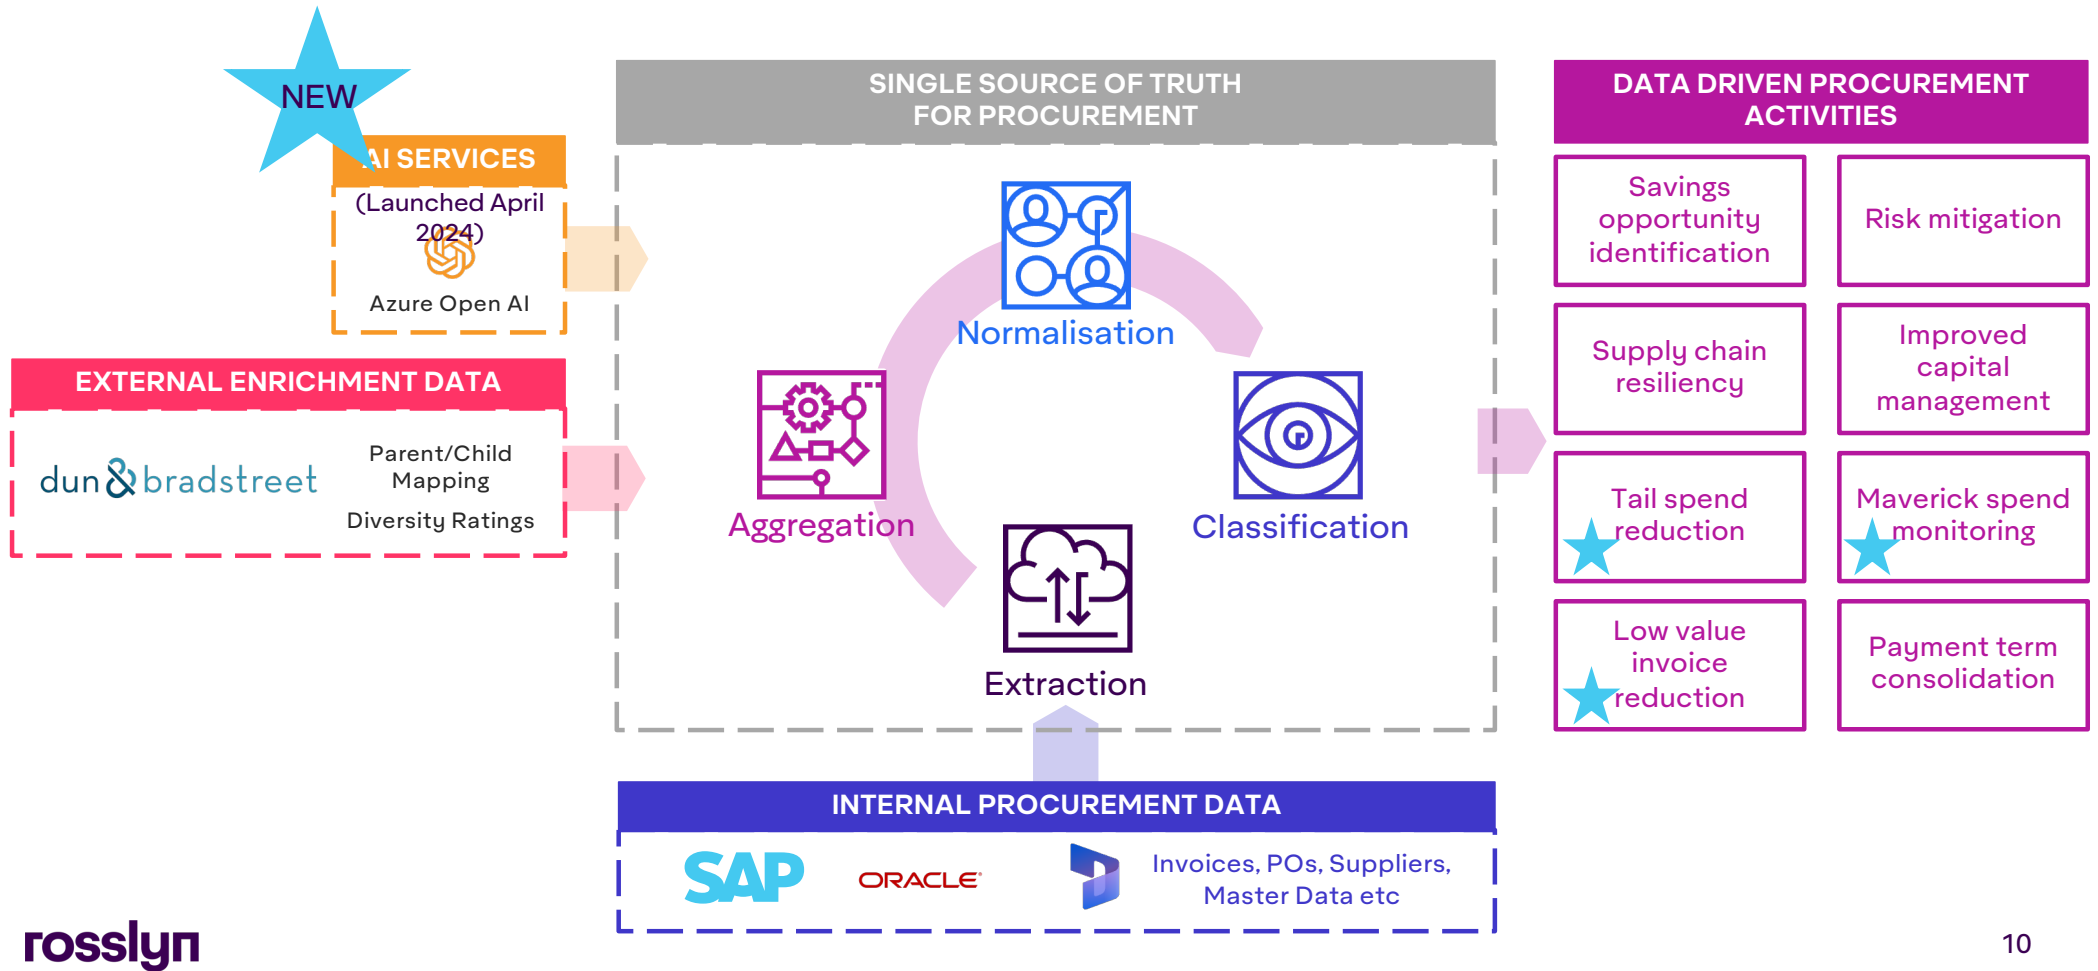 NEW
AI SERVICES
(Launched April
2024)
Azure Open AI
EXTERNAL ENRICHMENT DATA
dun & bradstreet
Parent/Child
Mapping
Diversity Ratings
SINGLE SOURCE OF TRUTH
FOR PROCUREMENT
Normalisation
Aggregation
Classification
Extraction
INTERNAL PROCUREMENT DATA
SAP
ORACLE
Invoices, POs, Suppliers,
Master Data etc
DATA DRIVEN PROCUREMENT
ACTIVITIES
Savings
opportunity
identification
Risk mitigation
Supply chain
resiliency
Improved
capital
management
Tail spend
reduction
Maverick spend
monitoring
Low value
invoice
reduction
Payment term
consolidation
rosslyn
10